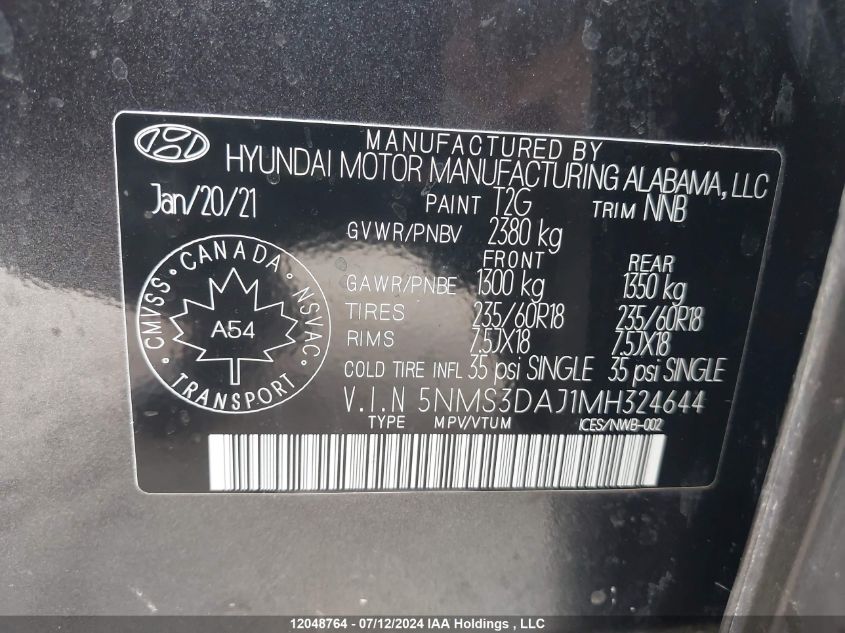 MANUFACTURED BY
HYUNDAI MOTOR MANUFACTURING ALABAMA, LLC
Jan/20/21
PAINT T2G TRIM NNB
GVWR/PNBV 2380 kg
FRONT REAR
GAWR/PNBE 1300 kg 1350 kg
TIRES 235/60R18 235/60R18
RIMS 7.5JX18 7.5JX18
COLD TIRE INFL 35 psi SINGLE 35 psi SINGLE
CMVSS · CANADA · NSVAC · TRANSPORT ·
A54
V.I.N 5NMS3DAJ1MH324644
TYPE MPV/VTUM ICES/NWB-002
12048764 - 07/12/2024 IAA Holdings , LLC